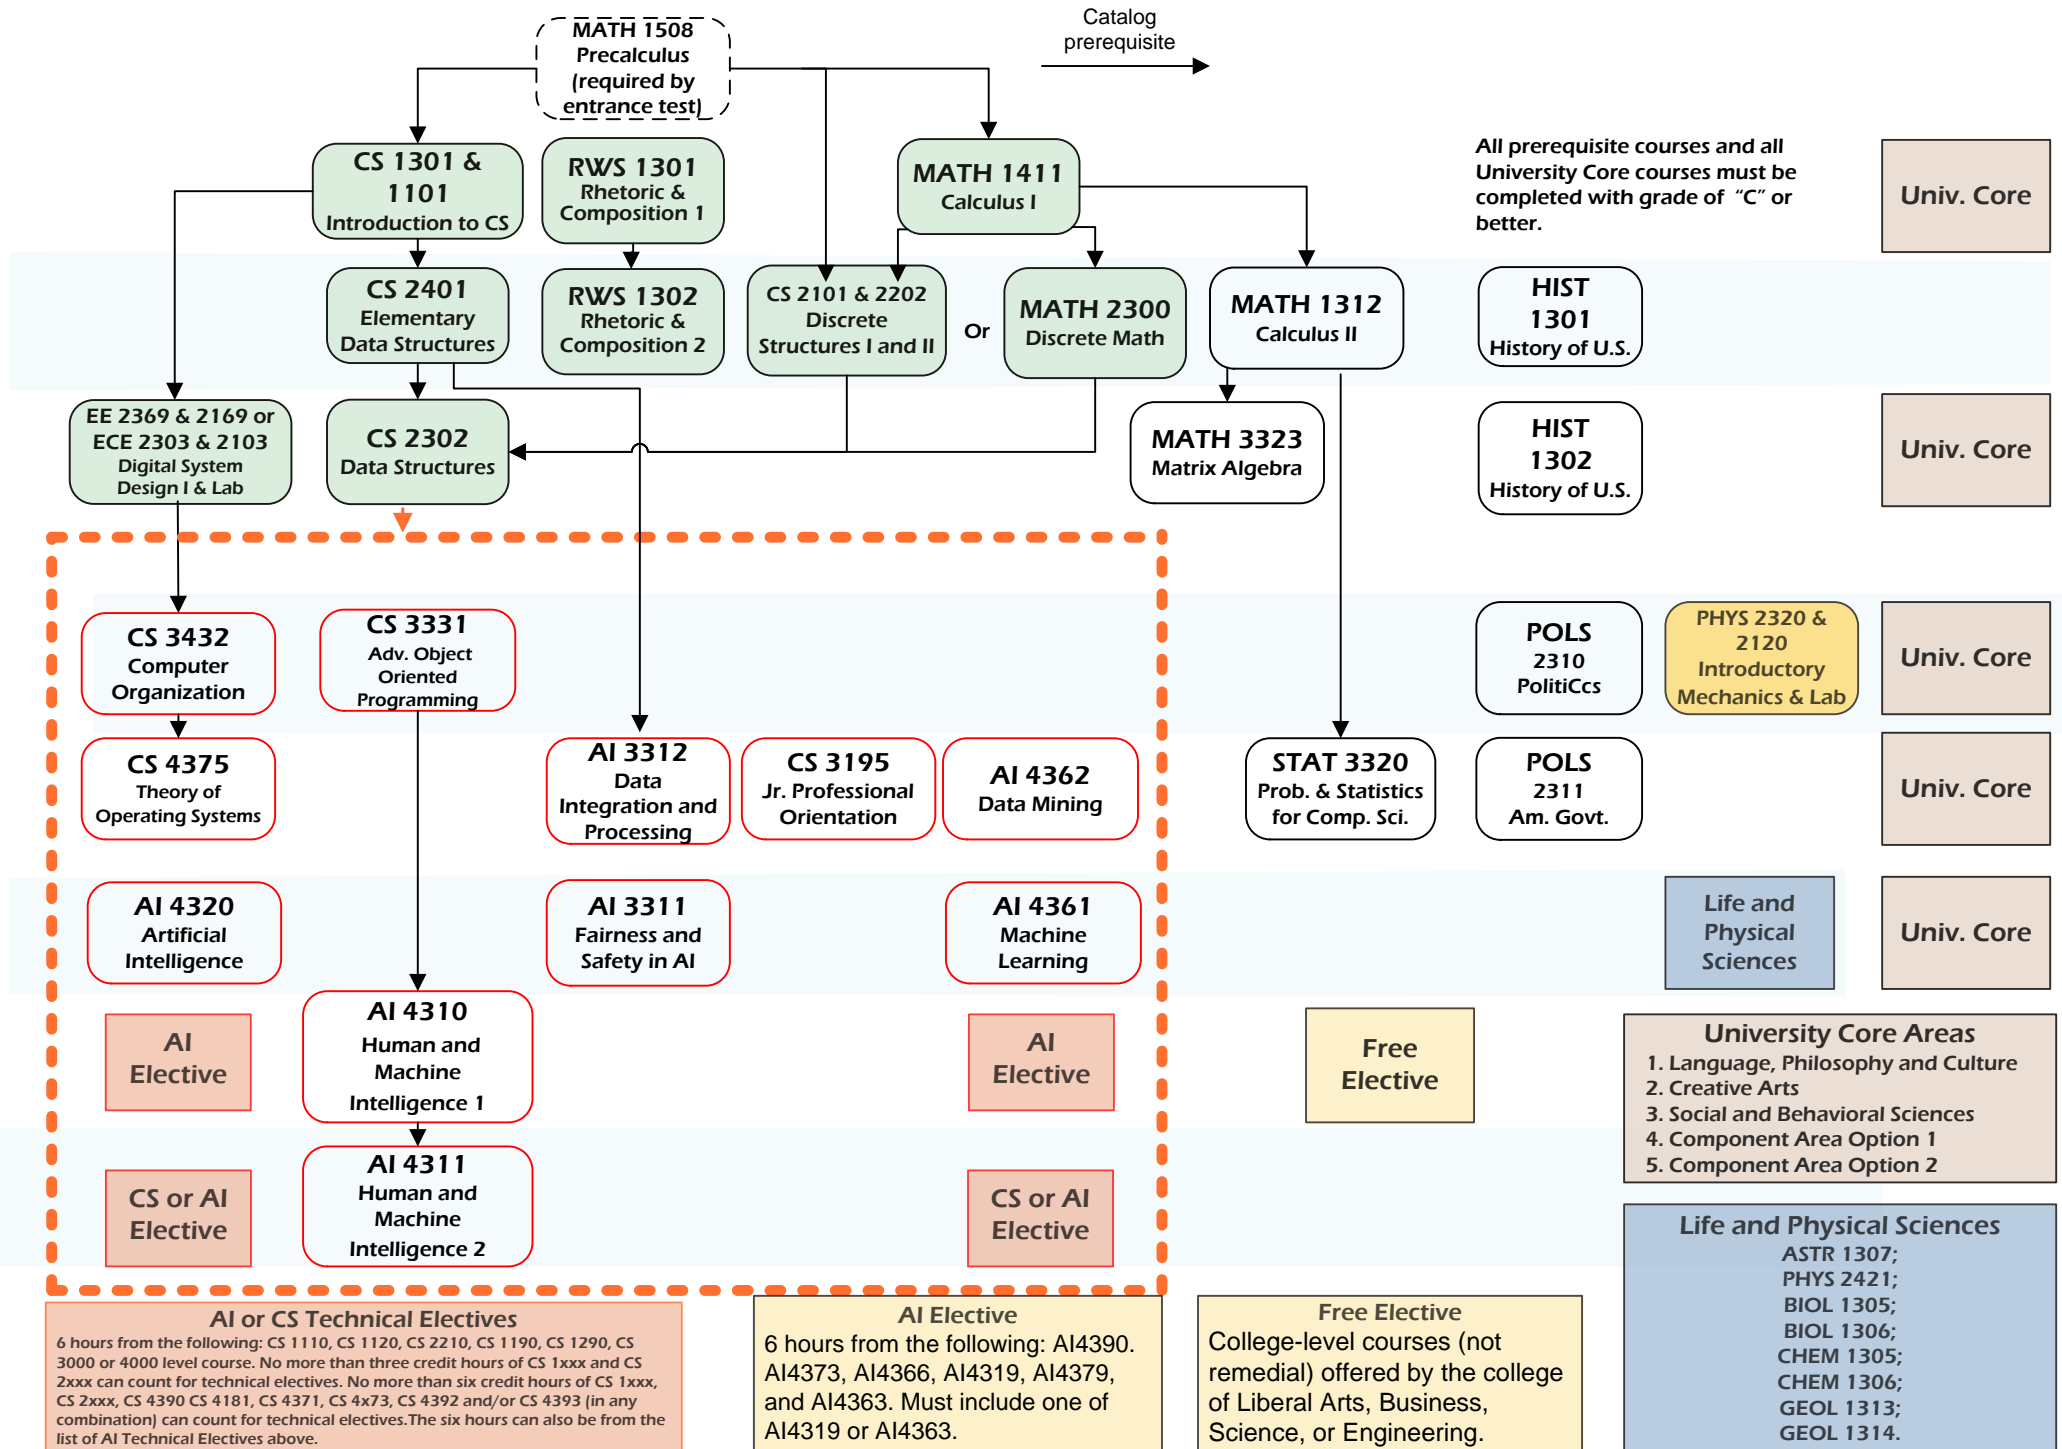 MATH 1508
Precalculus
(required by
entrance test)
Catalog
prerequisite
CS 1301 &
1101
Introduction to CS
RWS 1301
Rhetoric &
Composition 1
MATH 1411
Calculus I
All prerequisite courses and all
University Core courses must be
completed with grade of “C” or
better.
Univ. Core
CS 2401
Elementary
Data Structures
RWS 1302
Rhetoric &
Composition 2
CS 2101 & 2202
Discrete
Structures I and II
Or
MATH 2300
Discrete Math
MATH 1312
Calculus II
HIST
1301
History of U.S.
EE 2369 & 2169 or
ECE 2303 & 2103
Digital System
Design I & Lab
CS 2302
Data Structures
MATH 3323
Matrix Algebra
HIST
1302
History of U.S.
Univ. Core
CS 3432
Computer
Organization
CS 3331
Adv. Object
Oriented
Programming
POLS
2310
PolitiCcs
PHYS 2320 &
2120
Introductory
Mechanics & Lab
Univ. Core
CS 4375
Theory of
Operating Systems
AI 3312
Data
Integration and
Processing
CS 3195
Jr. Professional
Orientation
AI 4362
Data Mining
STAT 3320
Prob. & Statistics
for Comp. Sci.
POLS
2311
Am. Govt.
Univ. Core
AI 4320
Artificial
Intelligence
AI 3311
Fairness and
Safety in AI
AI 4361
Machine
Learning
Life and
Physical
Sciences
Univ. Core
AI
Elective
AI 4310
Human and
Machine
Intelligence 1
AI
Elective
Free
Elective
University Core Areas
1. Language, Philosophy and Culture
2. Creative Arts
3. Social and Behavioral Sciences
4. Component Area Option 1
5. Component Area Option 2
CS or AI
Elective
AI 4311
Human and
Machine
Intelligence 2
CS or AI
Elective
Life and Physical Sciences
ASTR 1307;
PHYS 2421;
BIOL 1305;
BIOL 1306;
CHEM 1305;
CHEM 1306;
GEOL 1313;
GEOL 1314.
AI or CS Technical Electives
6 hours from the following: CS 1110, CS 1120, CS 2210, CS 1190, CS 1290, CS
3000 or 4000 level course. No more than three credit hours of CS 1xxx and CS
2xxx can count for technical electives. No more than six credit hours of CS 1xxx,
CS 2xxx, CS 4390 CS 4181, CS 4371, CS 4x73, CS 4392 and/or CS 4393 (in any
combination) can count for technical electives.The six hours can also be from the
list of AI Technical Electives above.
AI Elective
6 hours from the following: AI4390.
AI4373, AI4366, AI4319, AI4379,
and AI4363. Must include one of
AI4319 or AI4363.
Free Elective
College-level courses (not
remedial) offered by the college
of Liberal Arts, Business,
Science, or Engineering.